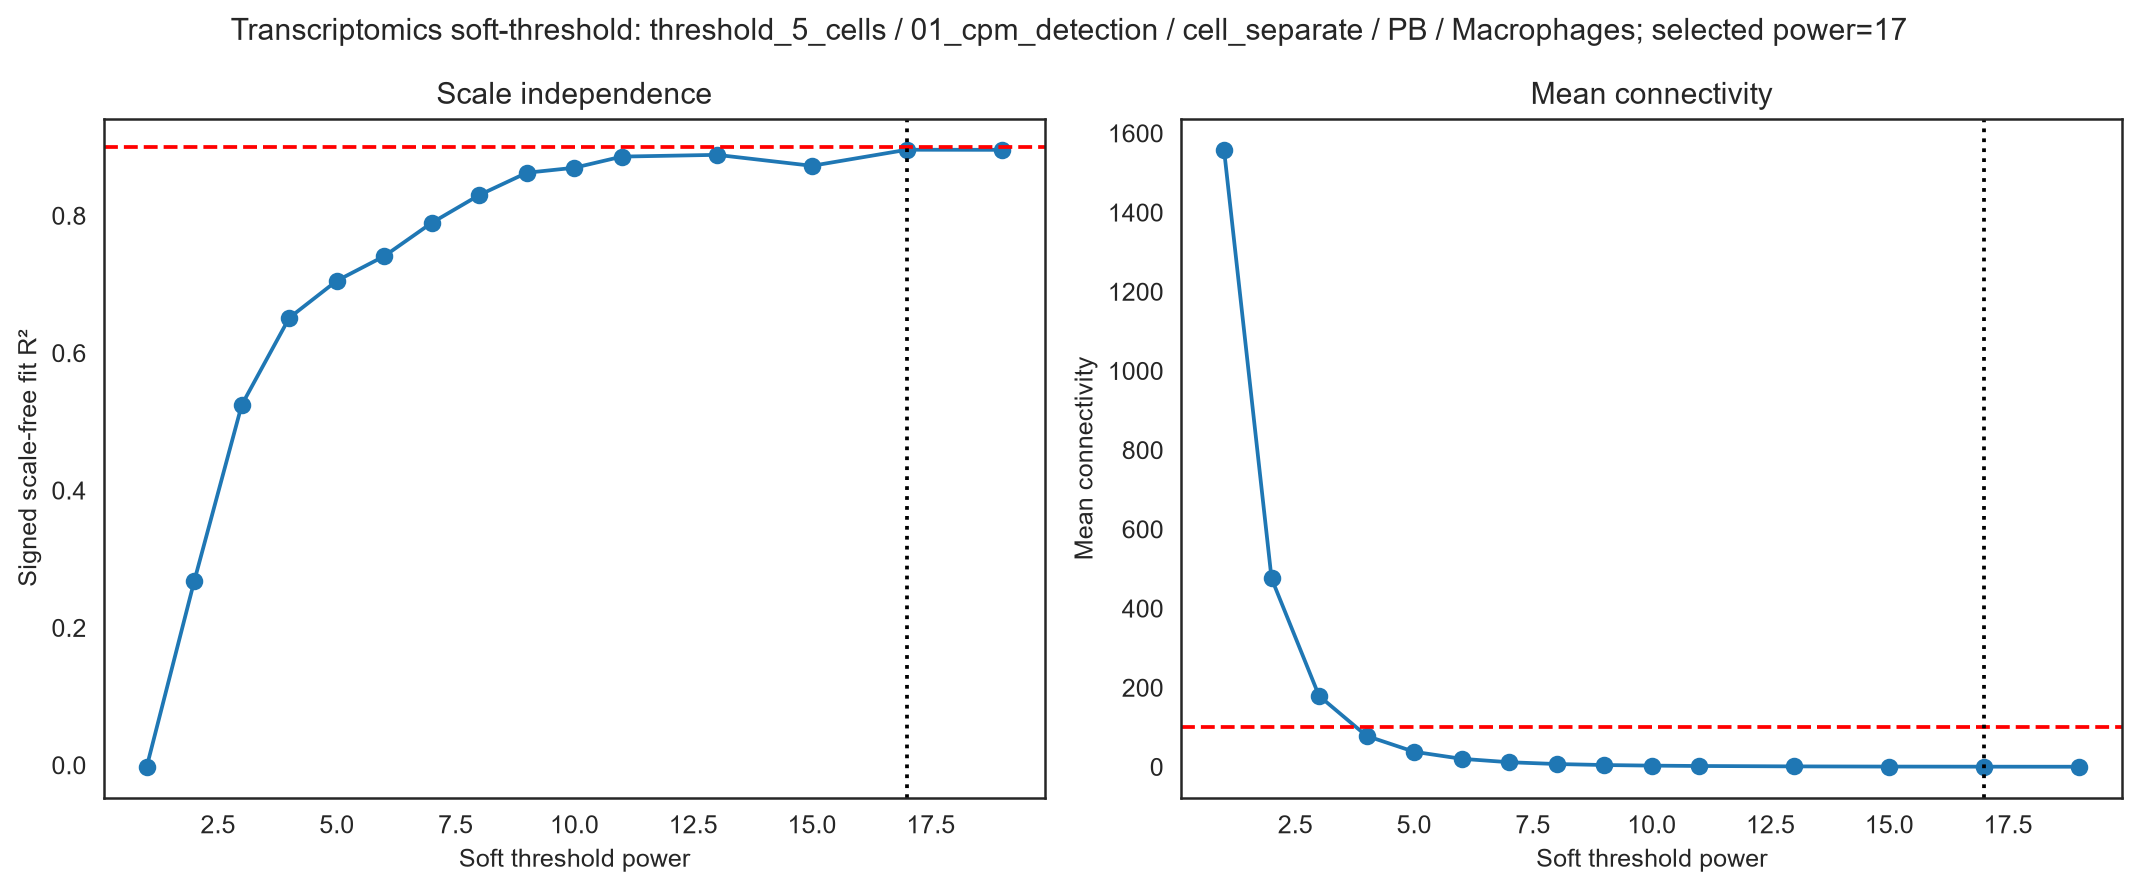 Transcriptomics soft-threshold: threshold_5_cells / 01_cpm_detection / cell_separate / PB / Macrophages; selected power=17
Scale independence
Signed scale-free fit R²
0.8
0.6
0.4
0.2
0.0
2.5 5.0 7.5 10.0 12.5 15.0 17.5
Soft threshold power
Mean connectivity
Mean connectivity
1600
1400
1200
1000
800
600
400
200
0
2.5 5.0 7.5 10.0 12.5 15.0 17.5
Soft threshold power